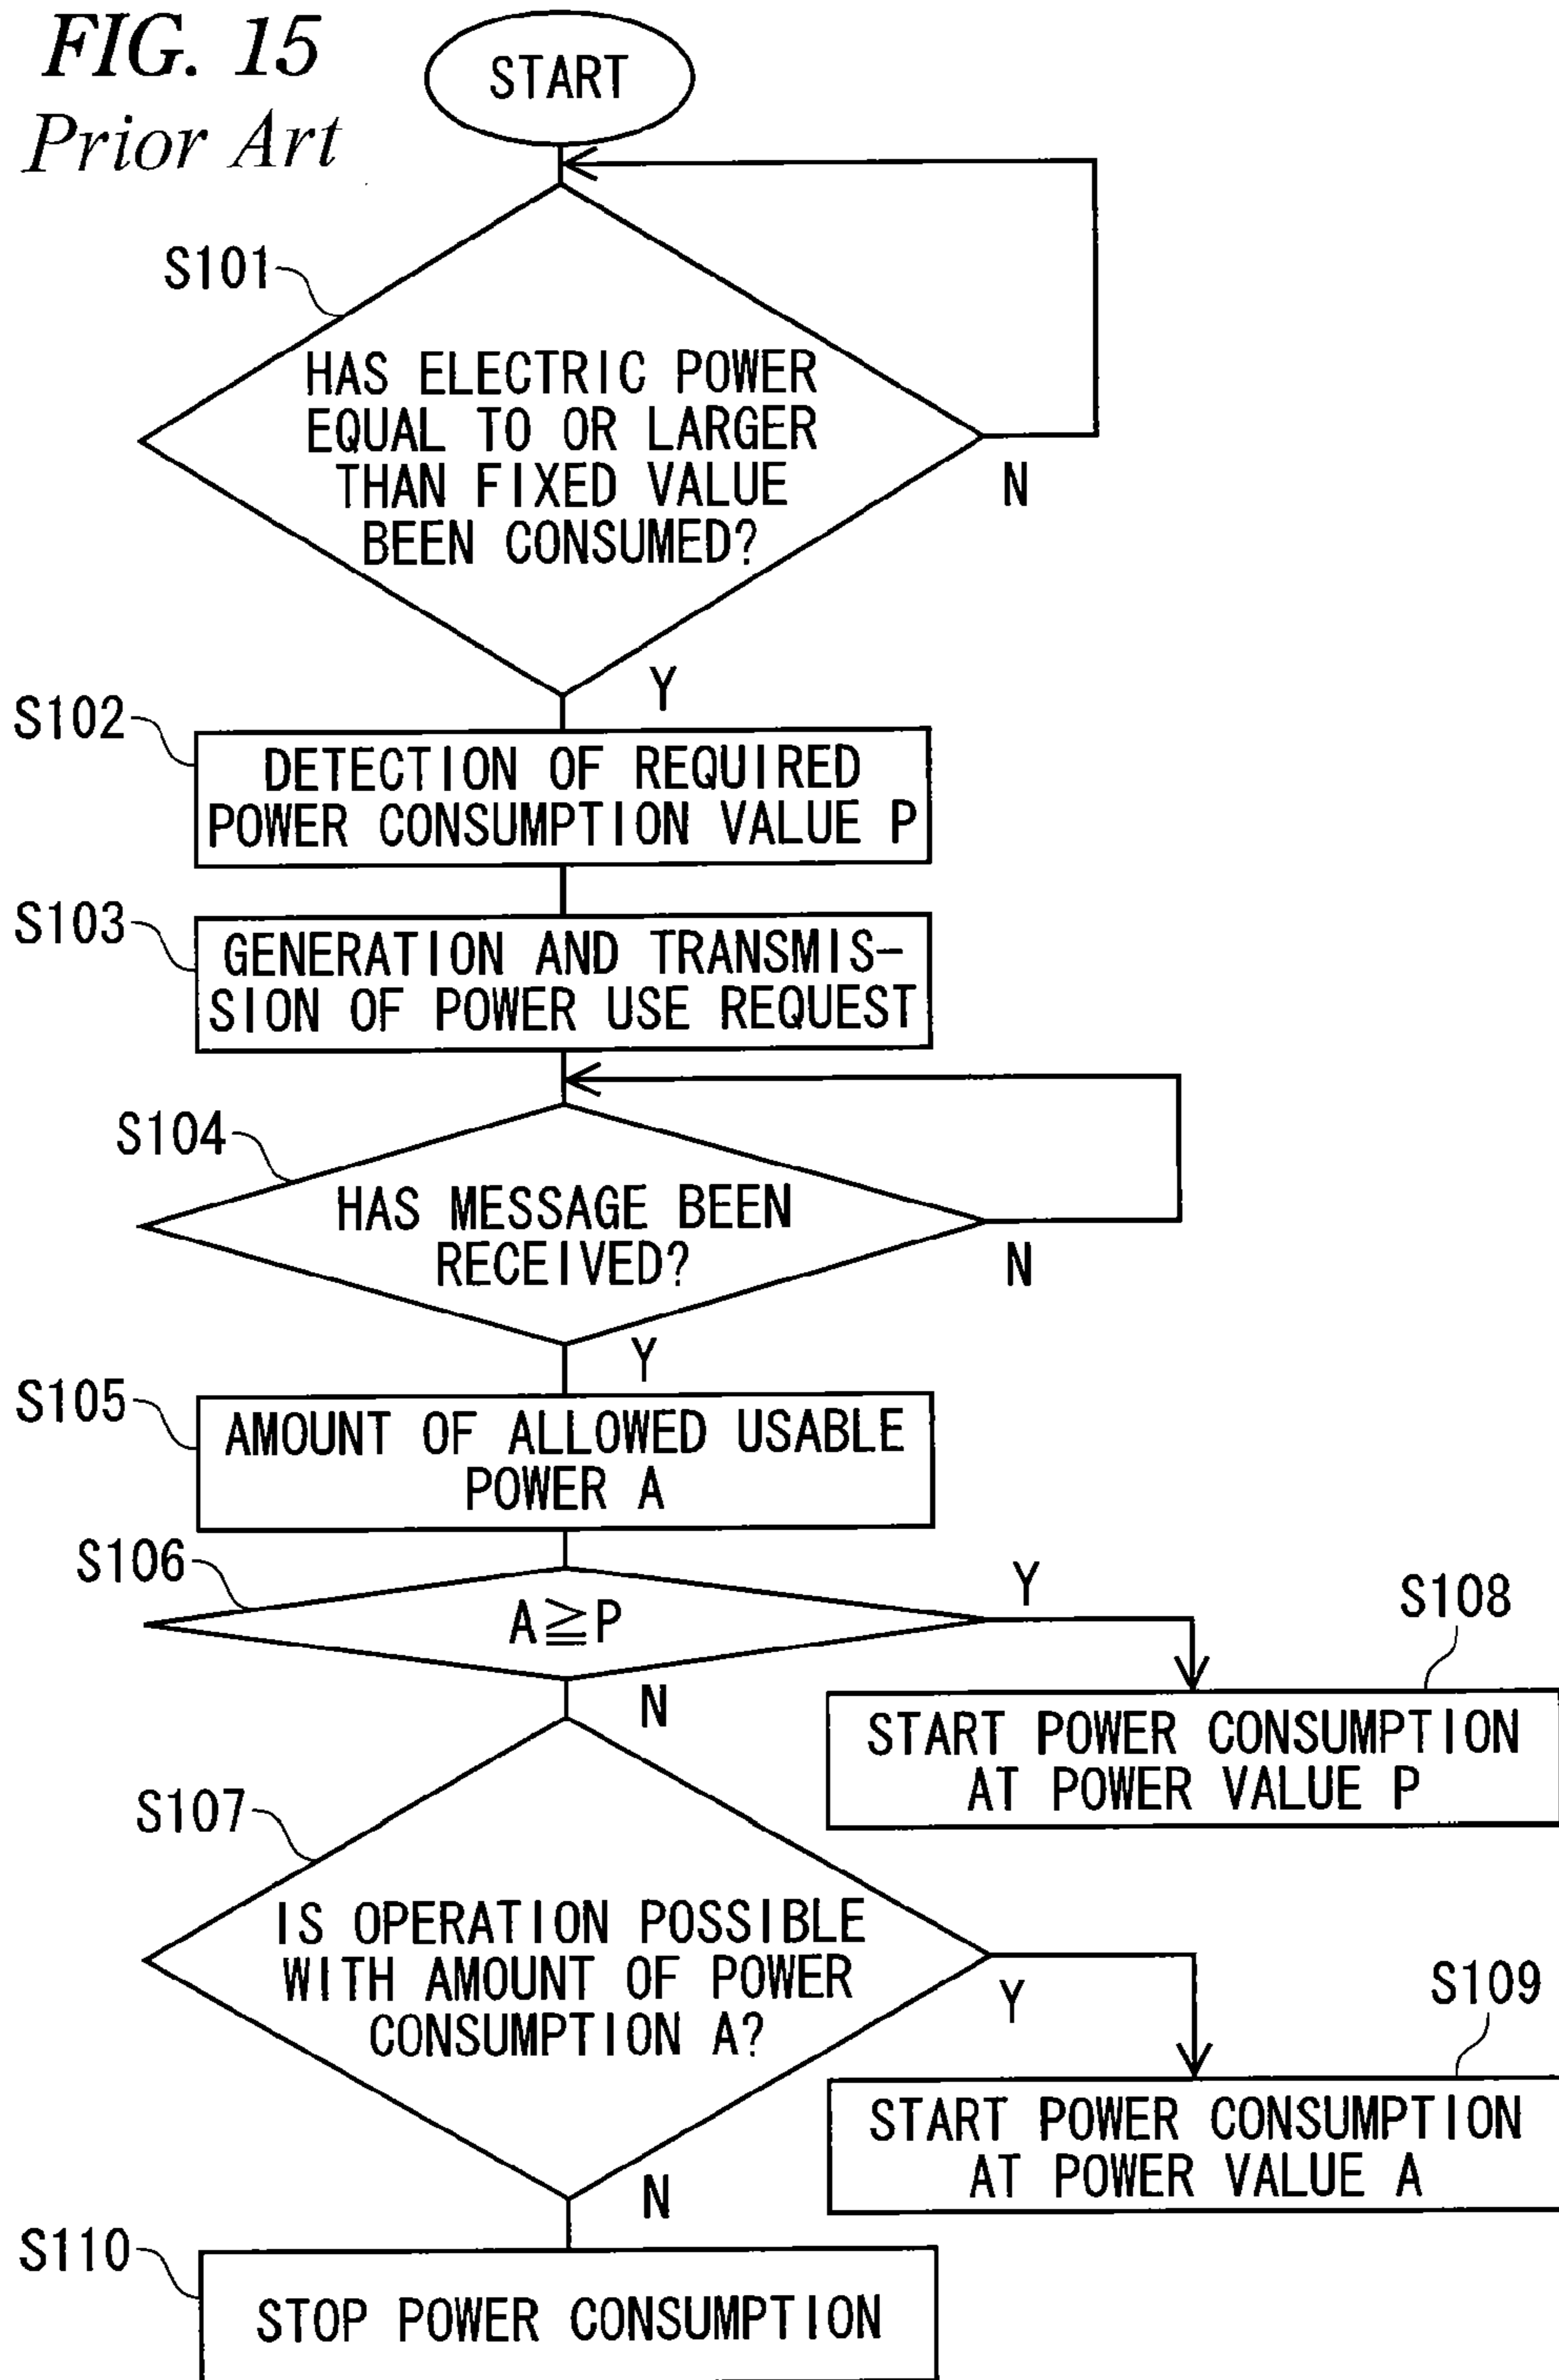 FIG. 15
Prior Art
START
S101
HAS ELECTRIC POWER
EQUAL TO OR LARGER
THAN FIXED VALUE
BEEN CONSUMED?
N
Y
S102
DETECTION OF REQUIRED
POWER CONSUMPTION VALUE P
S103
GENERATION AND TRANSMIS-
SION OF POWER USE REQUEST
S104
HAS MESSAGE BEEN
RECEIVED?
N
Y
S105
AMOUNT OF ALLOWED USABLE
POWER A
S106
A≧P
Y
N
S108
START POWER CONSUMPTION
AT POWER VALUE P
S107
IS OPERATION POSSIBLE
WITH AMOUNT OF POWER
CONSUMPTION A?
Y
N
S109
START POWER CONSUMPTION
AT POWER VALUE A
S110
STOP POWER CONSUMPTION